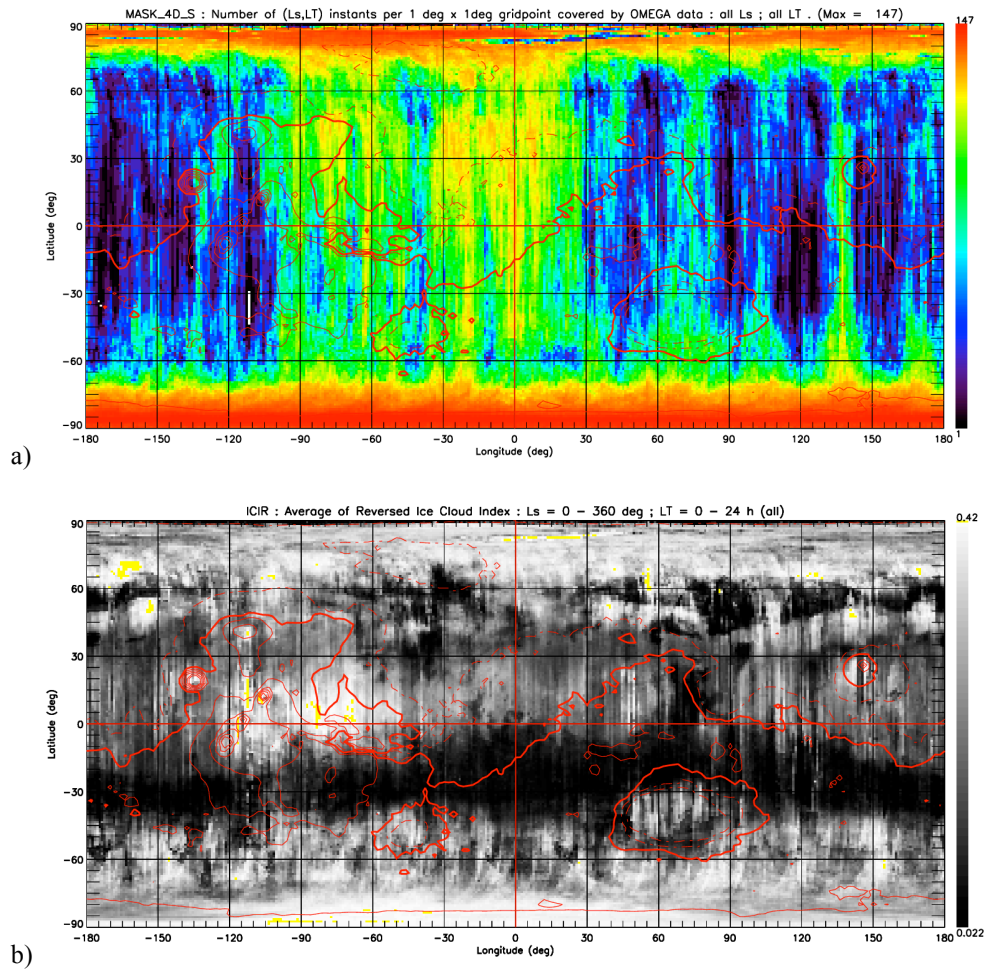 MASK_4D_S : Number of (Ls,LT) instants per 1 deg x 1deg gridpoint covered by OMEGA data : all Ls ; all LT . (Max = 147)
147
90
60
30
0
−30
−60
−90
Latitude (deg)
1
−180 −150 −120 −90 −60 −30 0 30 60 90 120 150 180
Longitude (deg)
a)
ICIR : Average of Reversed Ice Cloud Index : Ls = 0 − 360 deg ; LT = 0 − 24 h (all)
0.42
90
60
30
0
−30
−60
−90
Latitude (deg)
0.022
−180 −150 −120 −90 −60 −30 0 30 60 90 120 150 180
Longitude (deg)
b)